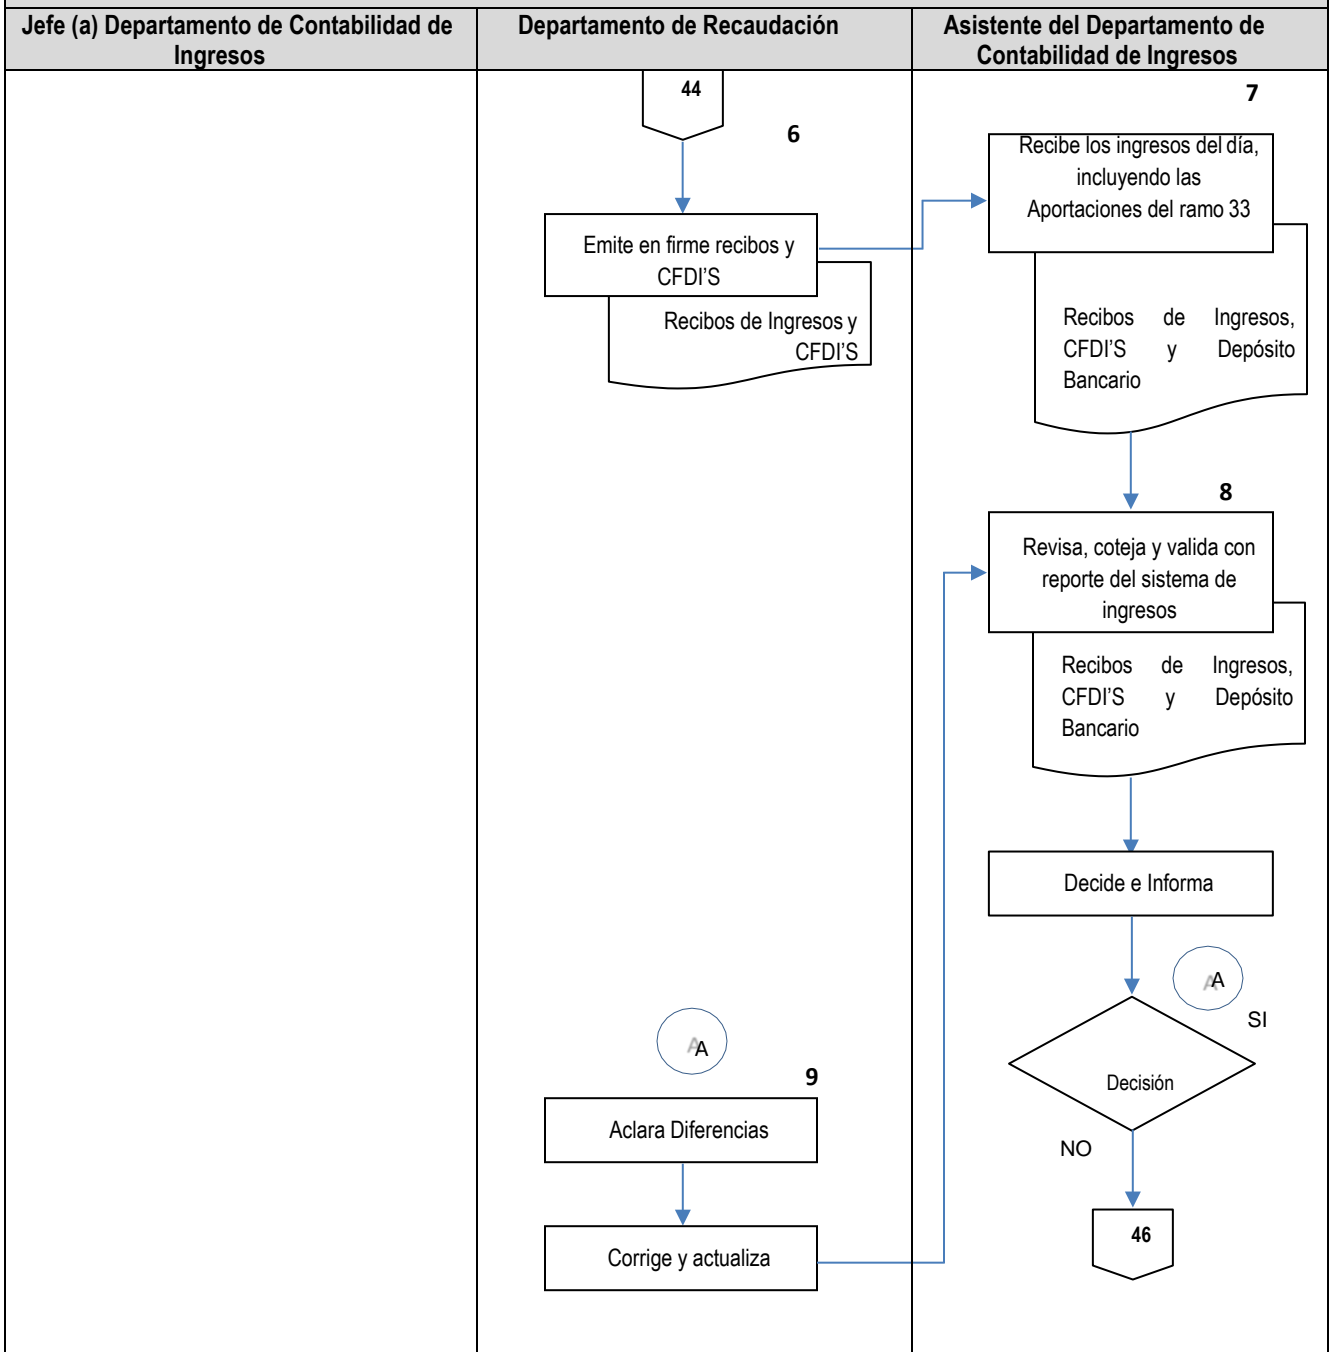 Jefe (a) Departamento de Contabilidad de
Ingresos
Departamento de Recaudación
Asistente del Departamento de
Contabilidad de Ingresos
44
6
Emite en firme recibos y
CFDI'S
Recibos de Ingresos y
CFDI'S
7
Recibe los ingresos del día,
incluyendo las
Aportaciones del ramo 33
Recibos de Ingresos,
CFDI'S y Depósito
Bancario
8
Revisa, coteja y valida con
reporte del sistema de
ingresos
Recibos de Ingresos,
CFDI'S y Depósito
Bancario
Decide e Informa
A
SI
Decisión
NO
46
A
9
Aclara Diferencias
Corrige y actualiza